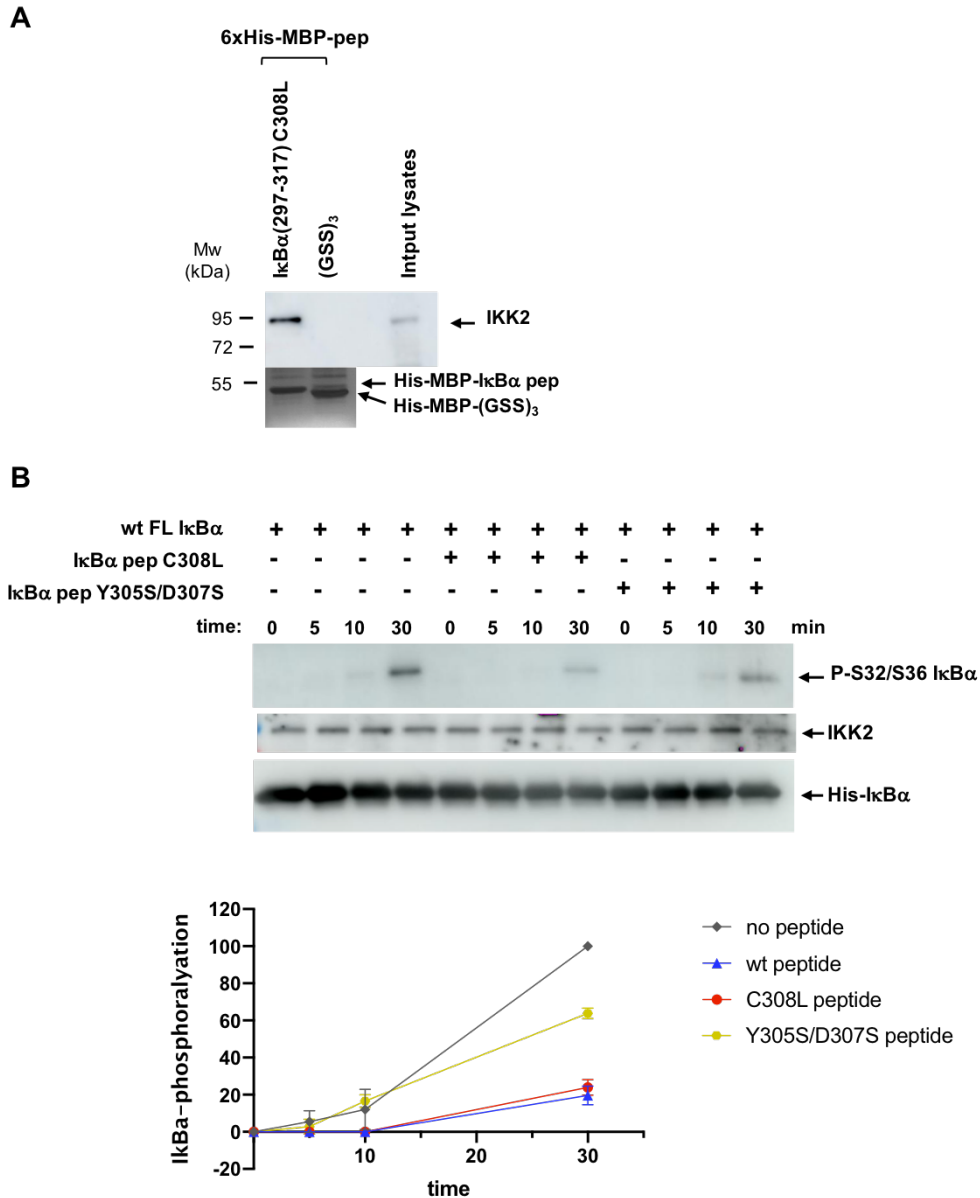 A
6xHis-MBP-pep
IκBα(297-317) C308L
(GSS)3
Intput lysates
Mw
(kDa)
95
IKK2
72
55
His-MBP-IκBα pep
His-MBP-(GSS)3
B
wt FL IκBα + + + + + + + + + + + +
IκBα pep C308L - - - - + + + + - - - -
IκBα pep Y305S/D307S - - - - - - - - + + + +
time: 0 5 10 30 0 5 10 30 0 5 10 30 min
P-S32/S36 IκBα
IKK2
His-IκBα
IkBa-phosphoralyation
120
100
80
60
40
20
0
-20
10 20 30
time
no peptide
wt peptide
C308L peptide
Y305S/D307S peptide